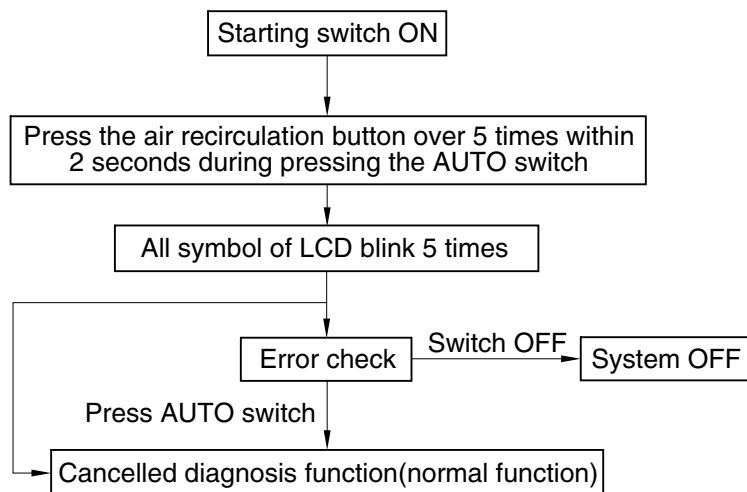 Starting switch ON
Press the air recirculation button over 5 times within
2 seconds during pressing the AUTO switch
All symbol of LCD blink 5 times
Error check
Switch OFF
System OFF
Press AUTO switch
Cancelled diagnosis function(normal function)